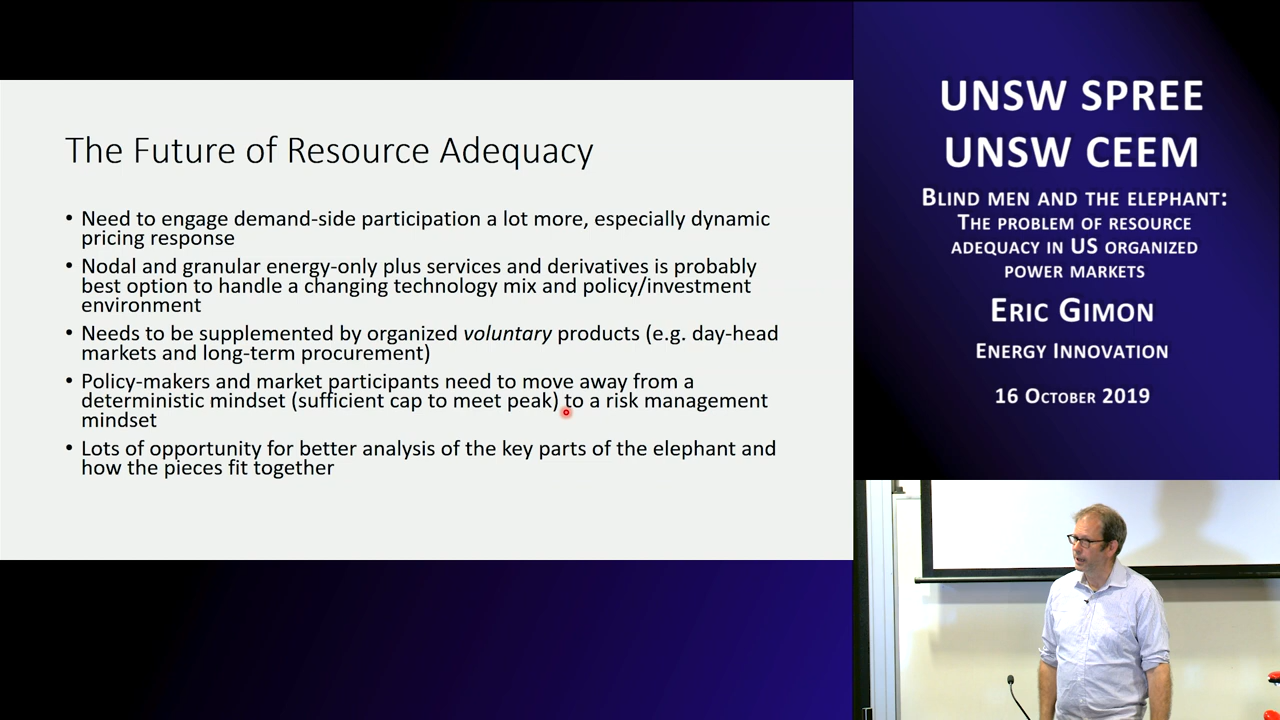 The Future of Resource Adequacy
• Need to engage demand-side participation a lot more, especially dynamic
pricing response
• Nodal and granular energy-only plus services and derivatives is probably
best option to handle a changing technology mix and policy/investment
environment
• Needs to be supplemented by organized voluntary products (e.g. day-head
markets and long-term procurement)
• Policy-makers and market participants need to move away from a
deterministic mindset (sufficient cap to meet peak) to a risk management
mindset
• Lots of opportunity for better analysis of the key parts of the elephant and
how the pieces fit together
UNSW SPREE
UNSW CEEM
BLIND MEN AND THE ELEPHANT:
THE PROBLEM OF RESOURCE
ADEQUACY IN US ORGANIZED
POWER MARKETS
ERIC GIMON
ENERGY INNOVATION
16 OCTOBER 2019